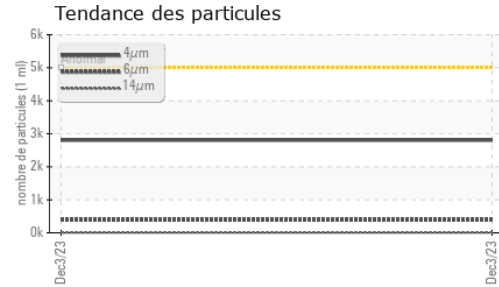 Tendance des particules
nombre de particules (1 ml)
6k
5k
4k
3k
2k
1k
0k
Anormal
4µm
6µm
14µm
Dec3/23
Dec3/23